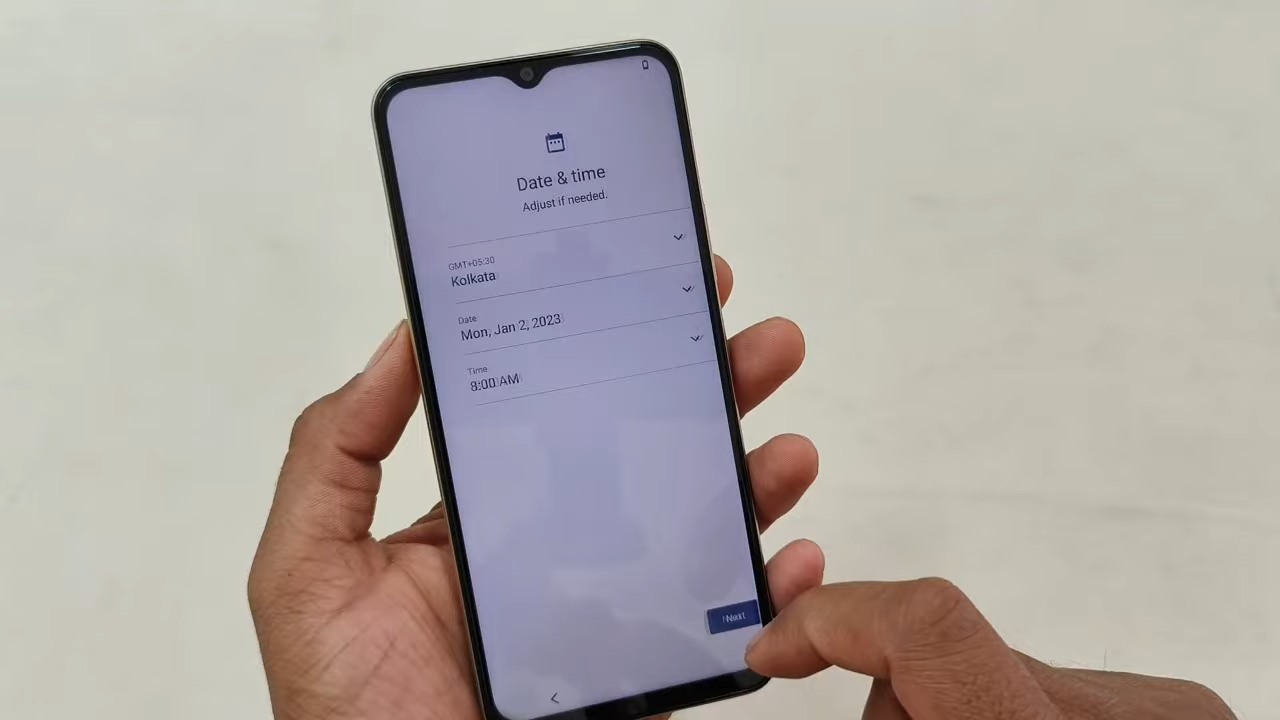 Date & time
Adjust if needed.
GMT+05:30
Kolkata
Date
Mon, Jan 2, 2023
Time
8:00 AM
Next